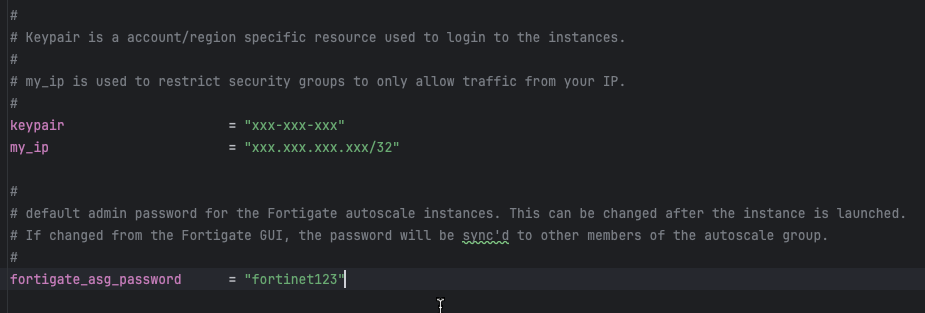 #
# Keypair is a account/region specific resource used to login to the instances.
#
# my_ip is used to restrict security groups to only allow traffic from your IP.
#
keypair = "xxx-xxx-xxx"
my_ip = "xxx.xxx.xxx.xxx/32"
#
# default admin password for the Fortigate autoscale instances. This can be changed after the instance is launched.
# If changed from the Fortigate GUI, the password will be sync'd to other members of the autoscale group.
#
fortigate_asg_password = "fortinet123"